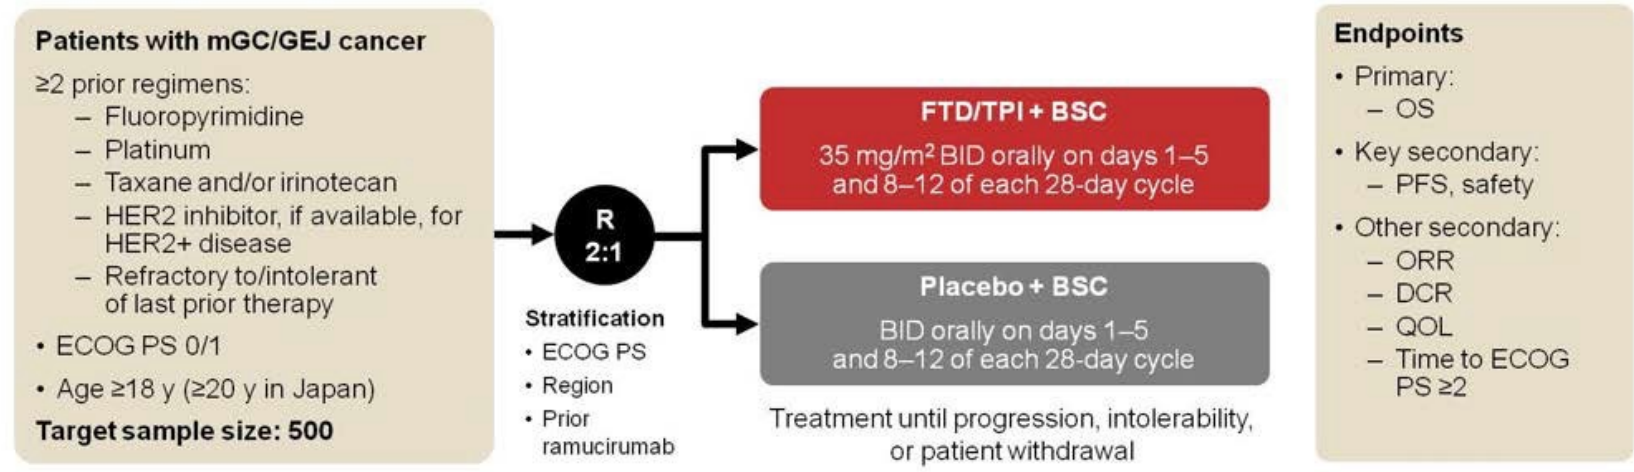 Patients with mGC/GEJ cancer
≥2 prior regimens:
– Fluoropyrimidine
– Platinum
– Taxane and/or irinotecan
– HER2 inhibitor, if available, for
HER2+ disease
– Refractory to/intolerant
of last prior therapy
• ECOG PS 0/1
• Age ≥18 y (≥20 y in Japan)
Target sample size: 500
R
2:1
Stratification
• ECOG PS
• Region
• Prior
ramucirumab
FTD/TPI + BSC
35 mg/m² BID orally on days 1–5
and 8–12 of each 28-day cycle
Placebo + BSC
BID orally on days 1–5
and 8–12 of each 28-day cycle
Treatment until progression, intolerability,
or patient withdrawal
Endpoints
• Primary:
– OS
• Key secondary:
– PFS, safety
• Other secondary:
– ORR
– DCR
– QOL
– Time to ECOG
PS ≥2